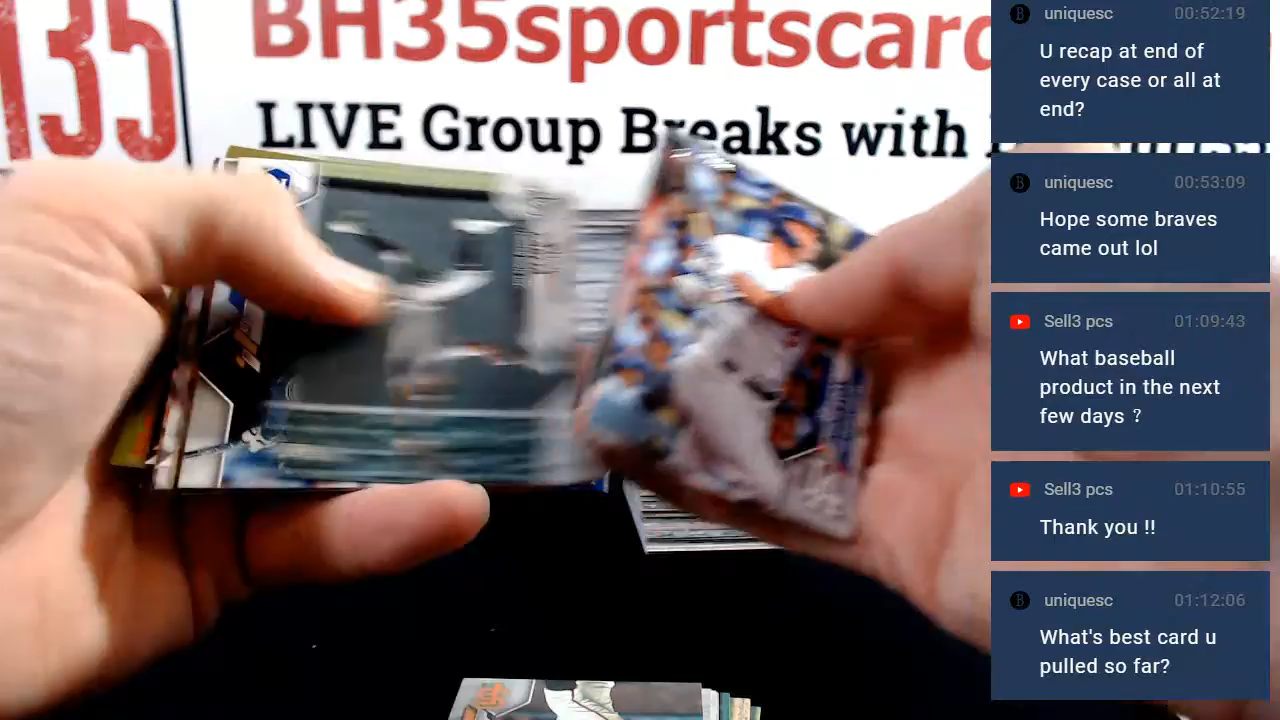 135
BH35sportscard
LIVE Group Breaks with
uniquesc 00:52:19
U recap at end of
every case or all at
end?
uniquesc 00:53:09
Hope some braves
came out lol
Sell3 pcs 01:09:43
What baseball
product in the next
few days ?
Sell3 pcs 01:10:55
Thank you !!
uniquesc 01:12:06
What's best card u
pulled so far?